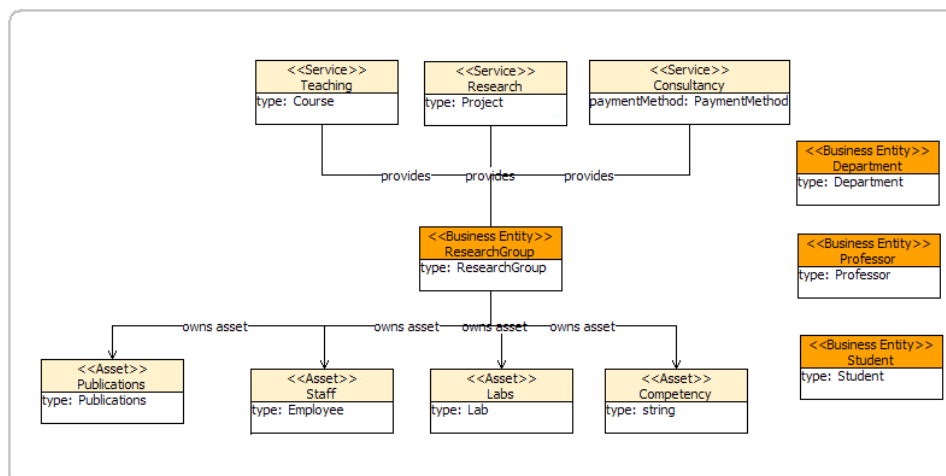 <<Service>>
Teaching
type: Course
<<Service>>
Research
type: Project
<<Service>>
Consultancy
paymentMethod: PaymentMethod
<<Business Entity>>
Department
type: Department
provides
provides
provides
<<Business Entity>>
ResearchGroup
type: ResearchGroup
<<Business Entity>>
Professor
type: Professor
owns asset
owns asset
owns asset
owns asset
<<Business Entity>>
Student
type: Student
<<Asset>>
Publications
type: Publications
<<Asset>>
Staff
type: Employee
<<Asset>>
Labs
type: Lab
<<Asset>>
Competency
type: string